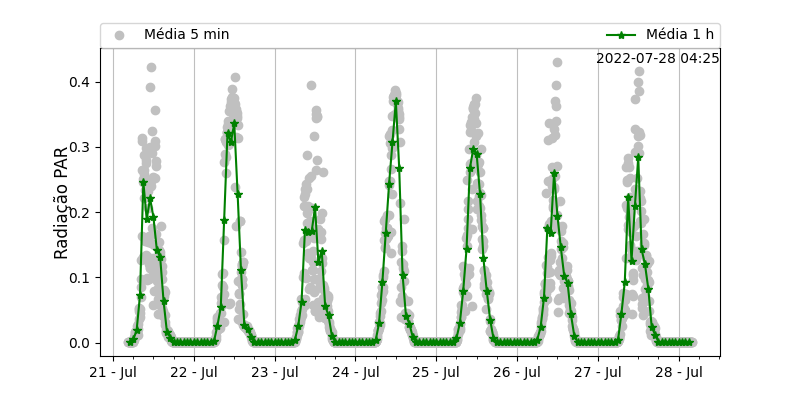 Média 5 min
Média 1 h
2022-07-28 04:25
Radiação PAR
0.4
0.3
0.2
0.1
0.0
21 - Jul
22 - Jul
23 - Jul
24 - Jul
25 - Jul
26 - Jul
27 - Jul
28 - Jul